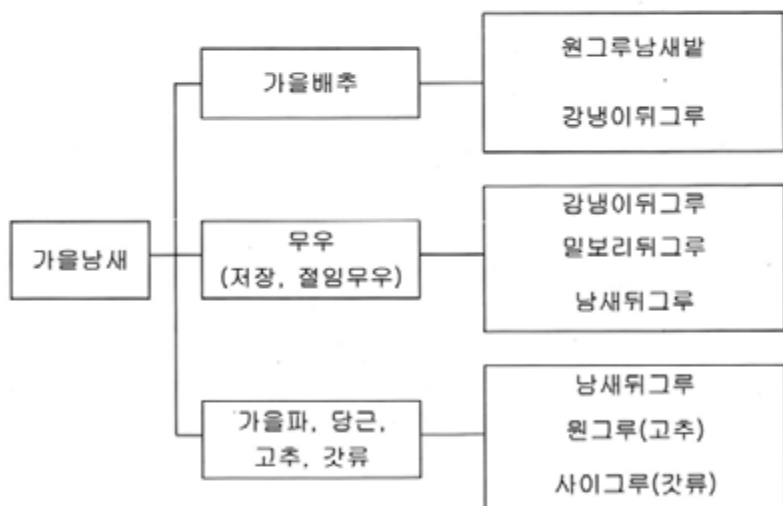 가을남새
가을배추
원그루남새밭
강냉이뒤그루
무우
(저장, 절임무우)
강냉이뒤그루
밀보리뒤그루
남새뒤그루
가을파, 당근,
고추, 갓류
남새뒤그루
원그루(고추)
사이그루(갓류)